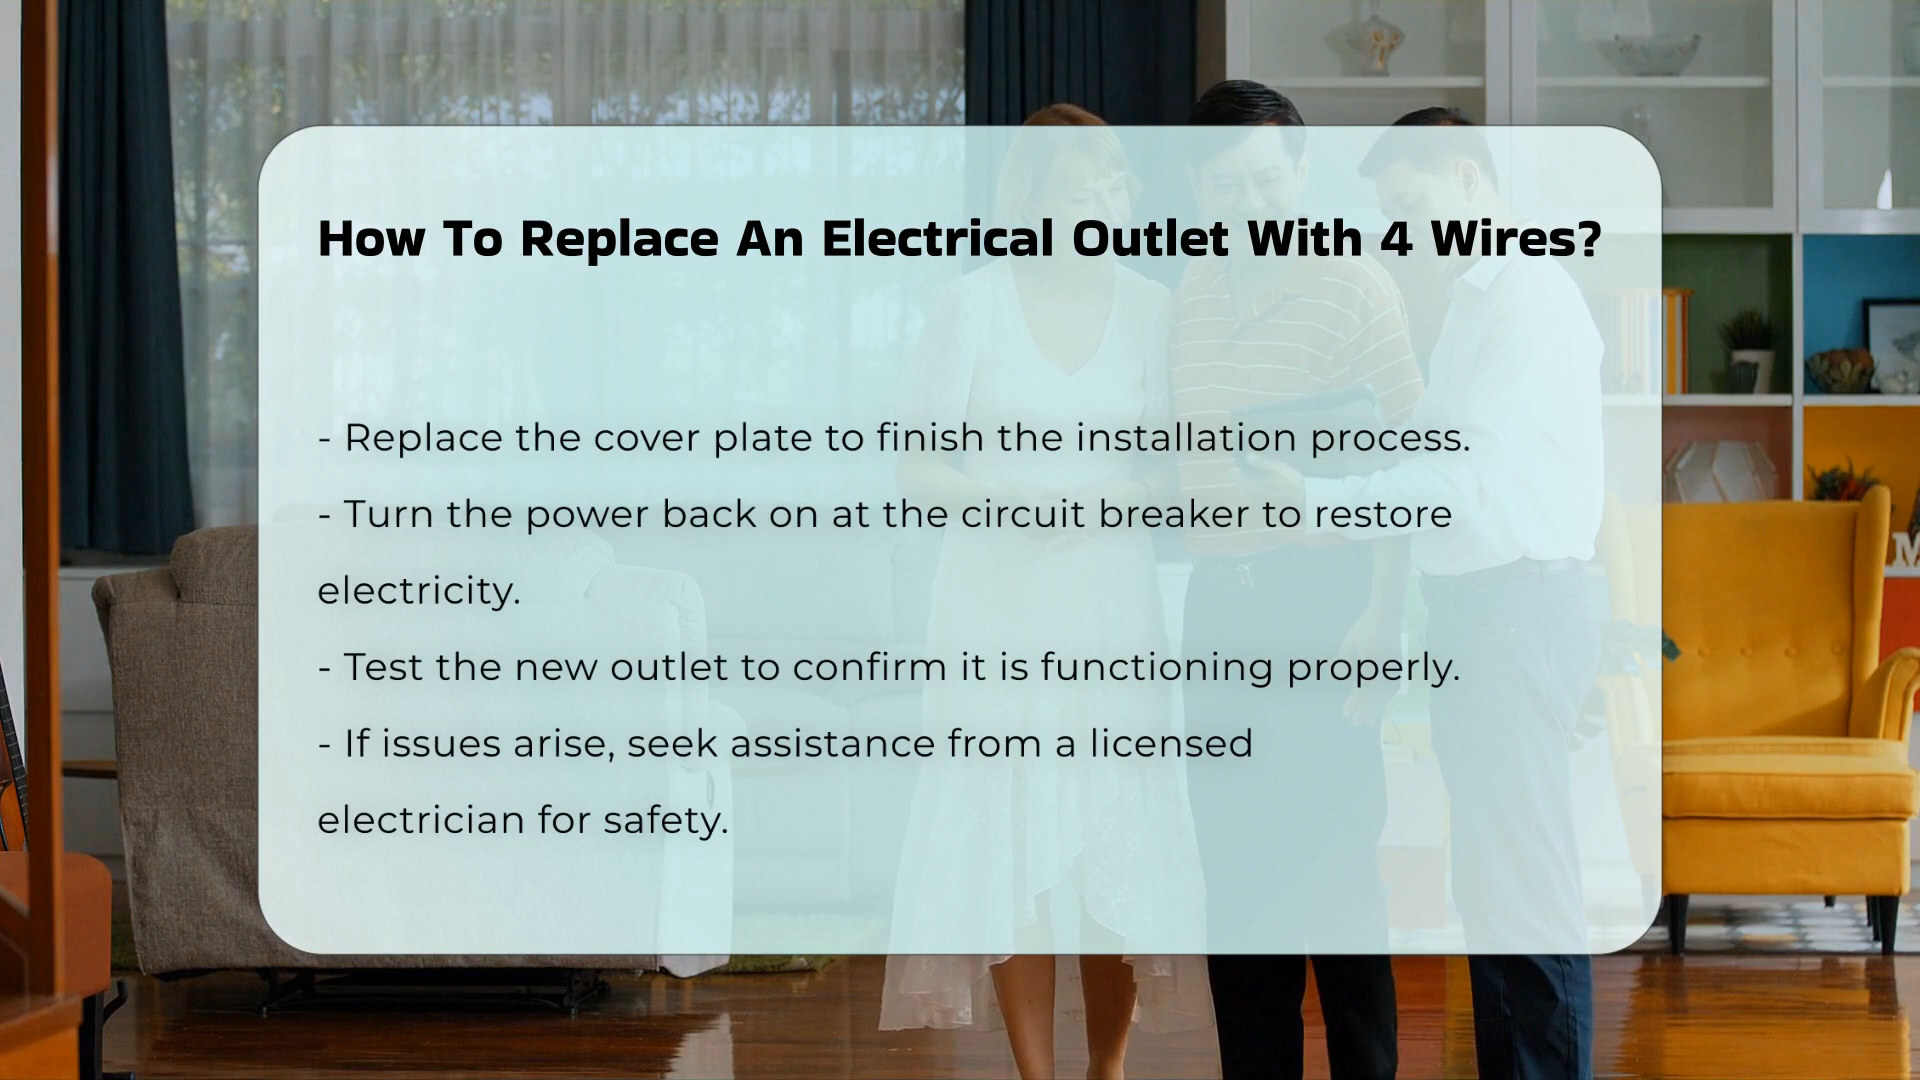 How To Replace An Electrical Outlet With 4 Wires?
- Replace the cover plate to finish the installation process.
- Turn the power back on at the circuit breaker to restore
electricity.
- Test the new outlet to confirm it is functioning properly.
- If issues arise, seek assistance from a licensed
electrician for safety.
M